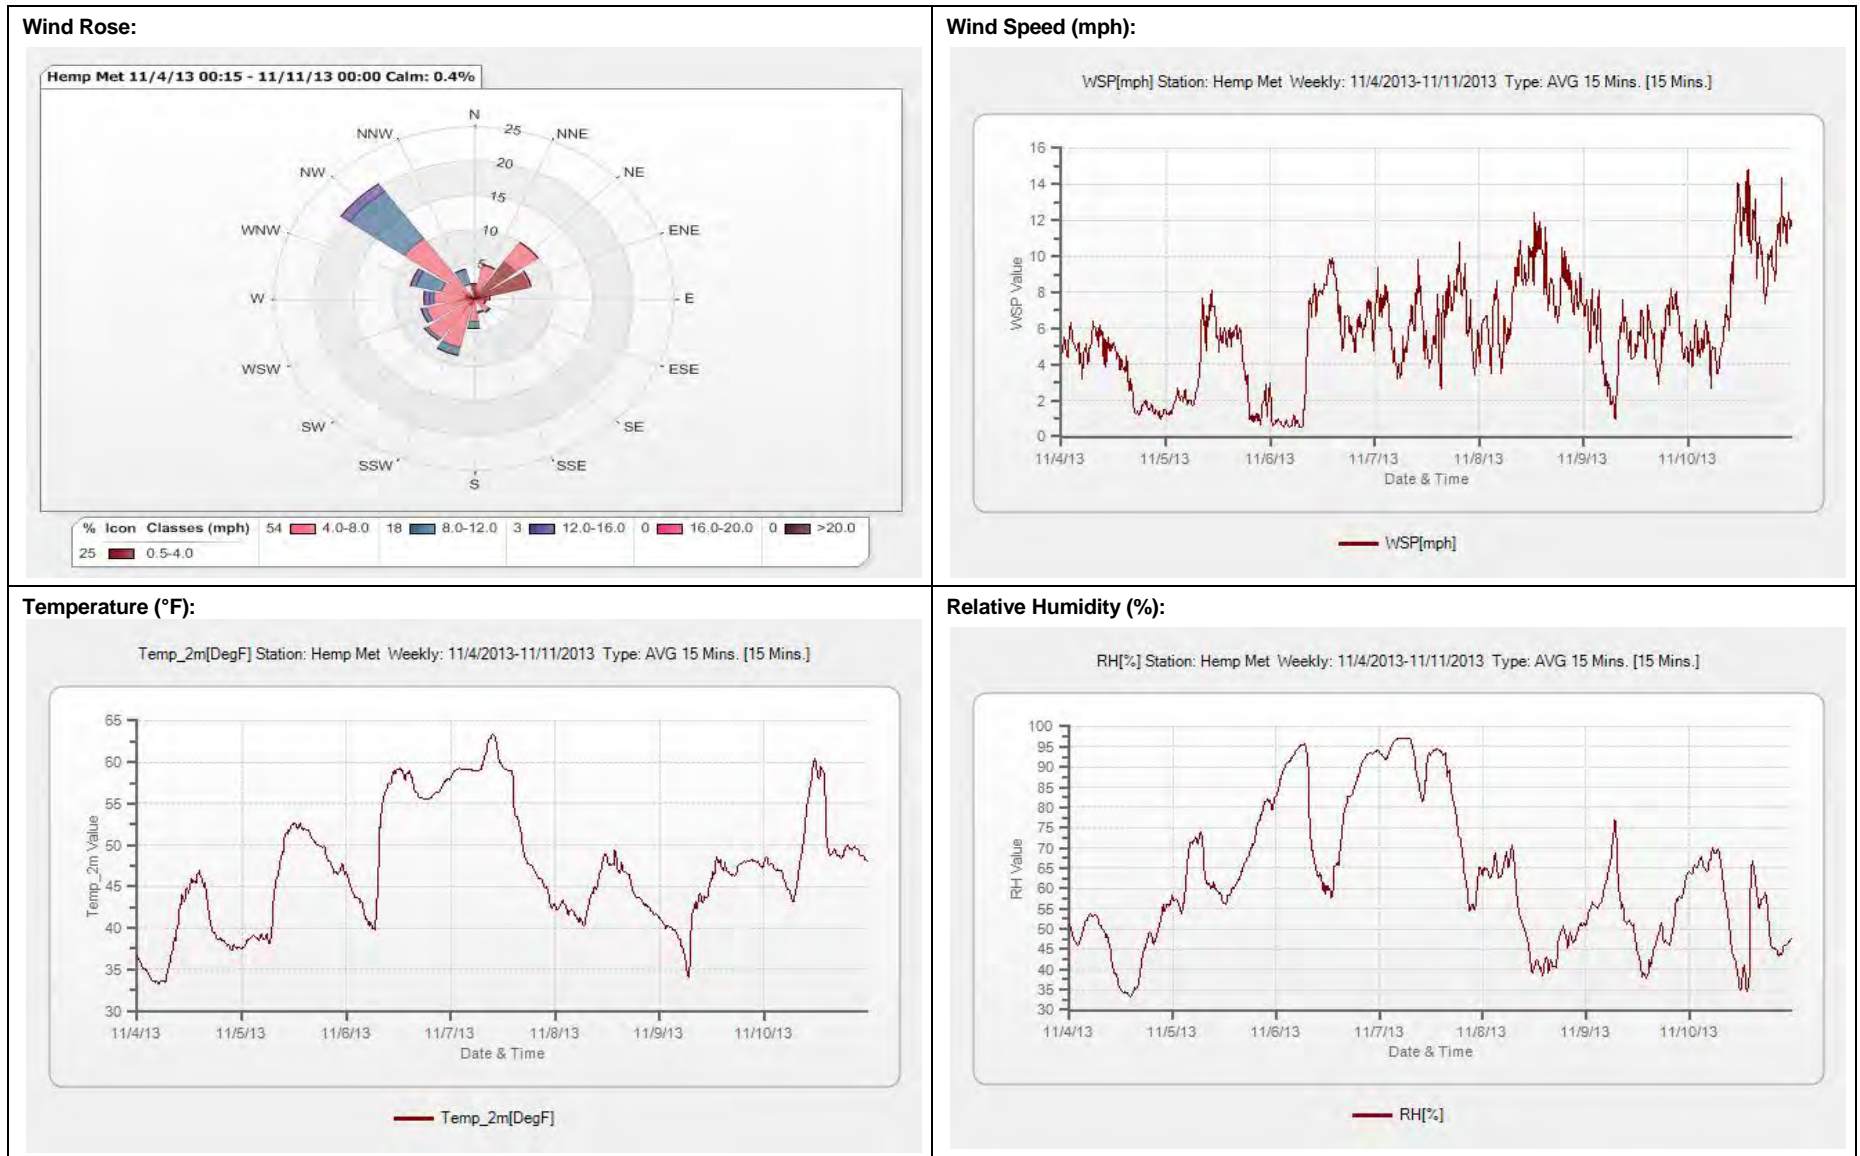 Wind Rose:
Hemp Met 11/4/13 00:15 - 11/11/13 00:00 Calm: 0.4%
N
NNE
NE
ENE
E
ESE
SE
SSE
S
SSW
SW
WSW
W
WNW
NW
NNW
25
20
15
10
5
% Icon Classes (mph) 54 4.0-8.0 18 8.0-12.0 3 12.0-16.0 0 16.0-20.0 0 >20.0
25 0.5-4.0
Wind Speed (mph):
WSP[mph] Station: Hemp Met Weekly: 11/4/2013-11/11/2013 Type: AVG 15 Mins. [15 Mins.]
WSP Value
16
14
12
10
8
6
4
2
0
11/4/13 11/5/13 11/6/13 11/7/13 11/8/13 11/9/13 11/10/13
Date & Time
WSP[mph]
Temperature (°F):
Temp_2m[DegF] Station: Hemp Met Weekly: 11/4/2013-11/11/2013 Type: AVG 15 Mins. [15 Mins.]
Temp_2m Value
65
60
55
50
45
40
35
30
11/4/13 11/5/13 11/6/13 11/7/13 11/8/13 11/9/13 11/10/13
Date & Time
Temp_2m[DegF]
Relative Humidity (%):
RH[%] Station: Hemp Met Weekly: 11/4/2013-11/11/2013 Type: AVG 15 Mins. [15 Mins.]
RH Value
100
95
90
85
80
75
70
65
60
55
50
45
40
35
30
11/4/13 11/5/13 11/6/13 11/7/13 11/8/13 11/9/13 11/10/13
Date & Time
RH[%]